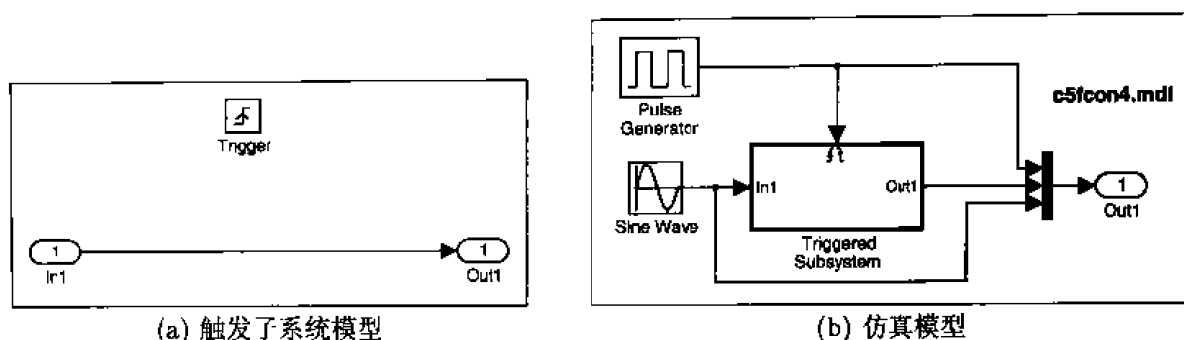 Trigger
1
In1
1
Out1
(a) 触发子系统模型
Pulse
Generator
c5fcon4.mdl
t
Sine Wave
In1
Out1
Triggered
Subsystem
1
Out1
(b) 仿真模型